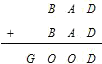 B A D
+ B A D
G O O D